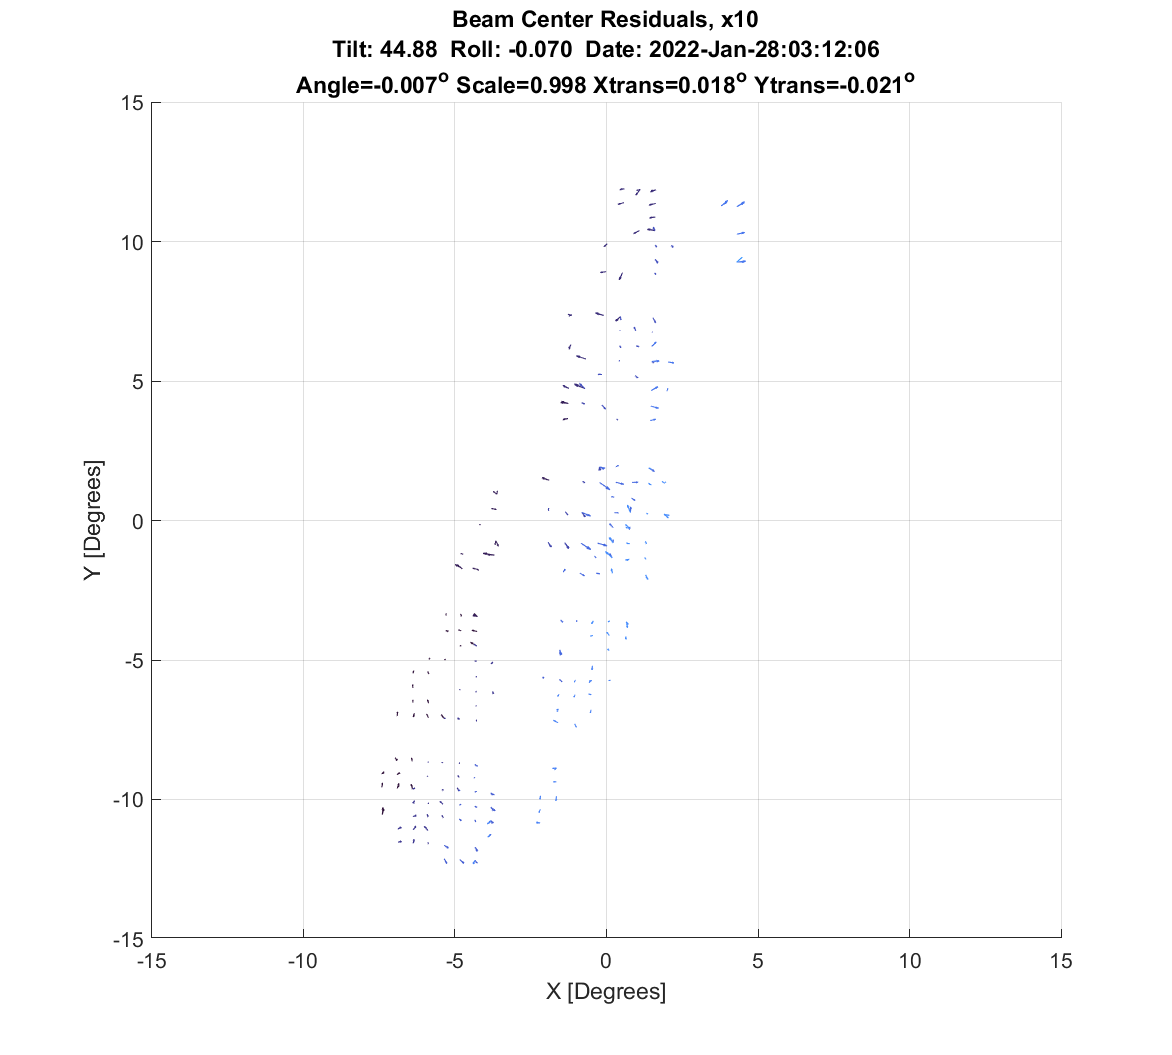 Beam Center Residuals, x10
Tilt: 44.88 Roll: -0.070 Date: 2022-Jan-28:03:12:06
Angle=-0.007° Scale=0.998 Xtrans=0.018° Ytrans=-0.021°
15
10
5
0
-5
-10
-15
Y [Degrees]
-15 -10 -5 0 5 10 15
X [Degrees]